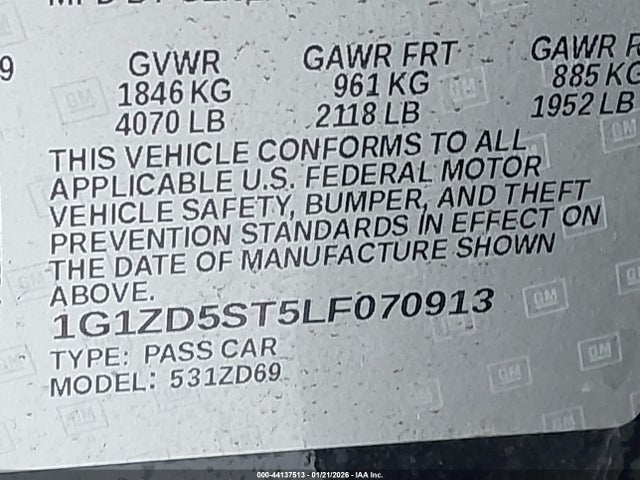 9
GVWR GAWR FRT GAWR
1846 KG 961 KG 885 KG
4070 LB 2118 LB 1952 LB
THIS VEHICLE CONFORMS TO ALL
APPLICABLE U.S. FEDERAL MOTOR
VEHICLE SAFETY, BUMPER, AND THEFT
PREVENTION STANDARDS IN EFFECT ON
THE DATE OF MANUFACTURE SHOWN
ABOVE.
1G1ZD5ST5LF070913
TYPE: PASS CAR
MODEL: 531ZD69
000-44137513 - 01/21/2026 - IAA Inc.